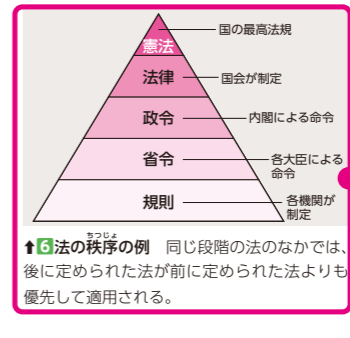 憲法 国の最高法規
法律 国会が制定
政令 内閣による命令
省令 各大臣による
命令
規則 各機関が
制定
⬆6法の秩序の例 同じ段階の法のなかでは、
ちつじょ
後に定められた法が前に定められた法よりも
優先して適用される。